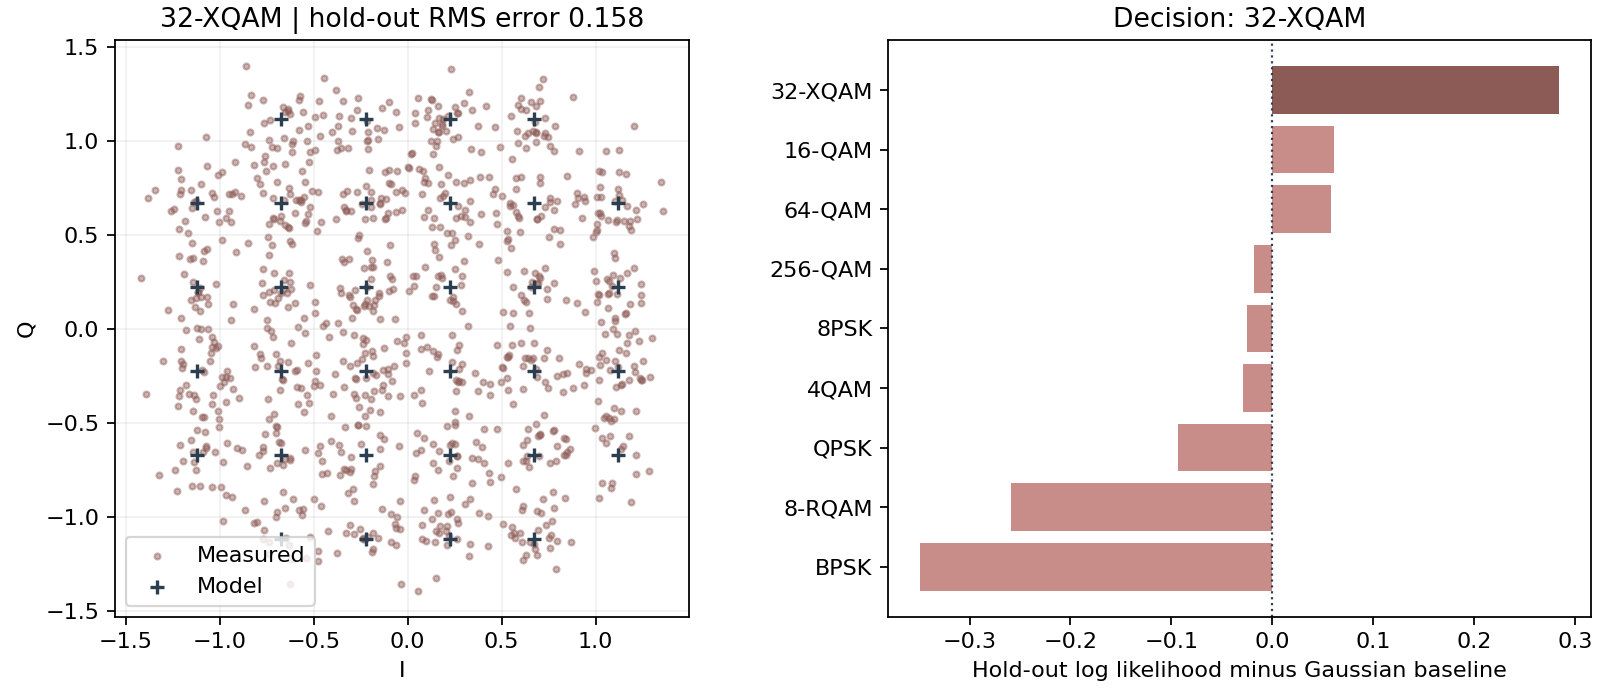 32-XQAM | hold-out RMS error 0.158
1.5
1.0
0.5
0.0
−0.5
−1.0
−1.5
Q
Measured
Model
−1.5
−1.0
−0.5
0.0
0.5
1.0
I
Decision: 32-XQAM
32-XQAM
16-QAM
64-QAM
256-QAM
8PSK
4QAM
QPSK
8-RQAM
BPSK
−0.3
−0.2
−0.1
0.0
0.1
0.2
0.3
Hold-out log likelihood minus Gaussian baseline